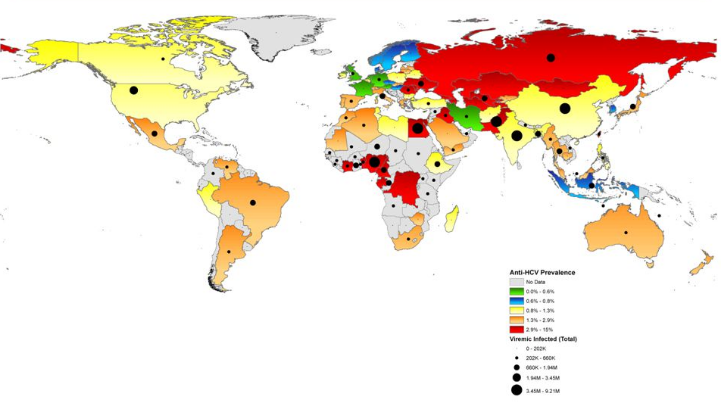 Anti-HCV Prevalence
No Data
0.0% - 0.6%
0.6% - 0.8%
0.8% - 1.3%
1.3% - 2.9%
2.9% - 15%
Viremic Infected (Total)
0 - 202K
202K - 660K
660K - 1.94M
1.94M - 3.45M
3.45M - 9.21M